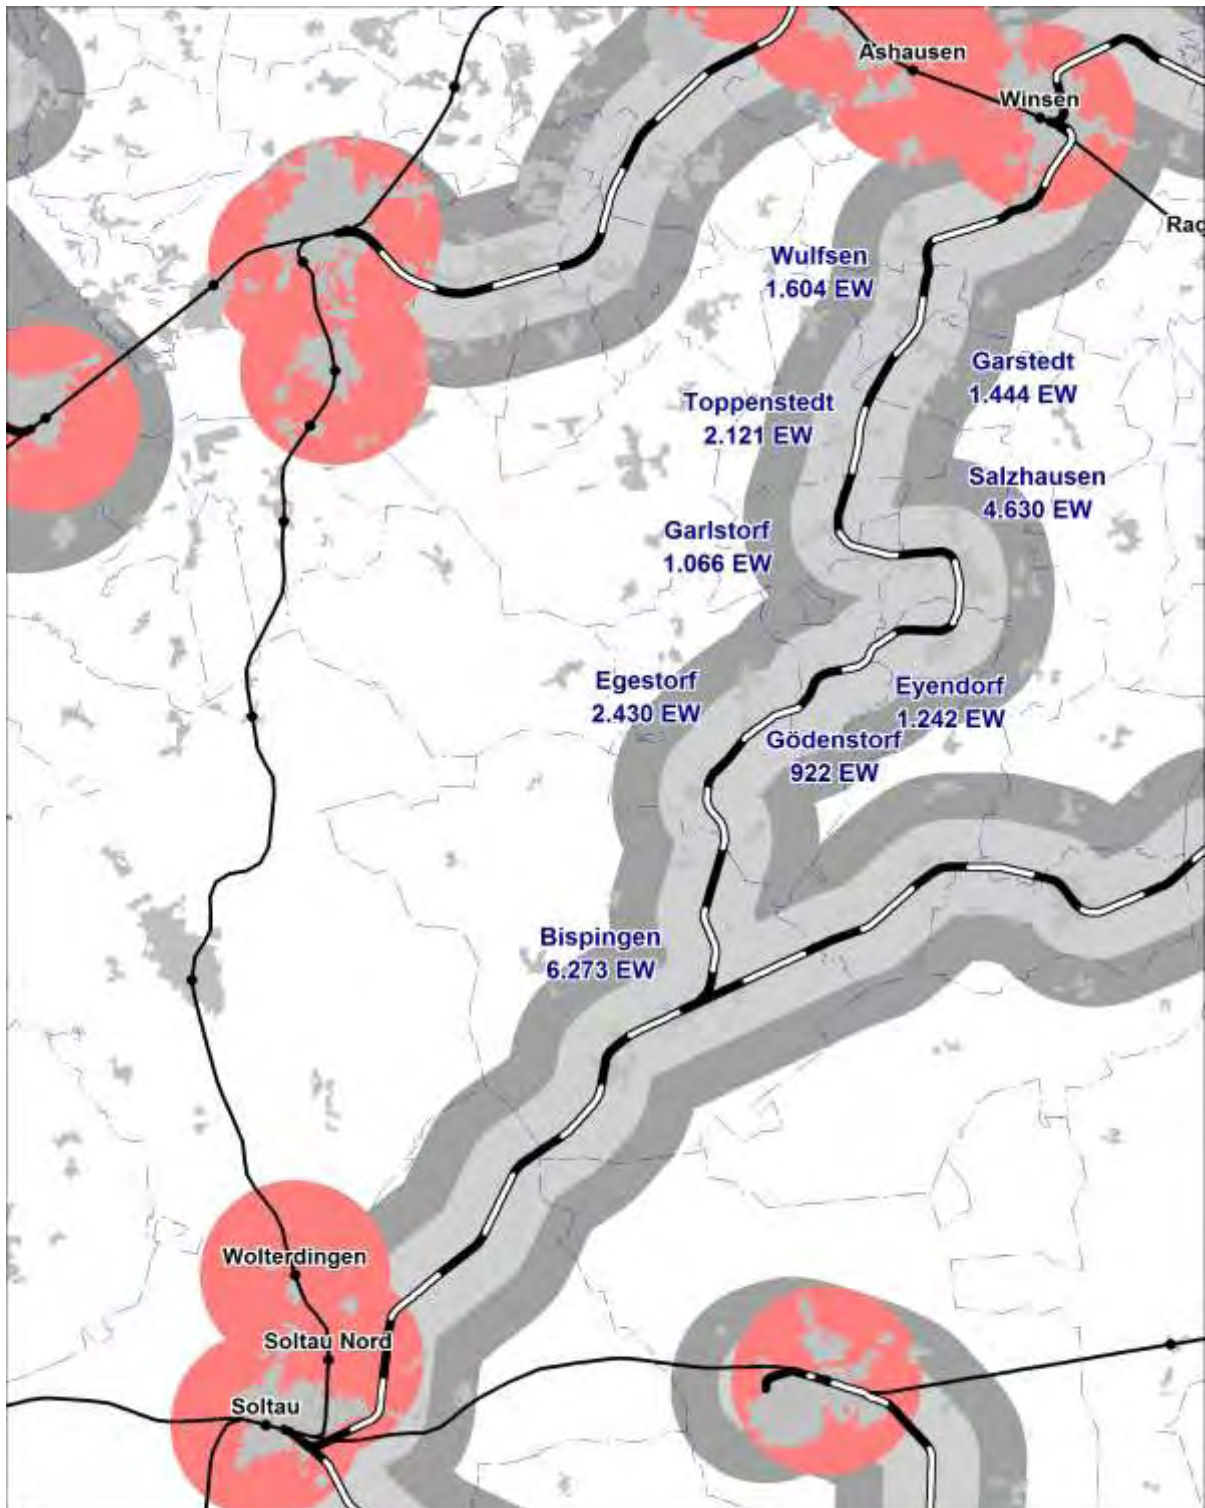 Ashausen
Winsen
Rad
Wulfsen
1.604 EW
Garstedt
1.444 EW
Toppenstedt
2.121 EW
Salzhausen
4.630 EW
Garlstorf
1.066 EW
Egestorf
2.430 EW
Eyendorf
1.242 EW
Gödenstorf
922 EW
Bispingen
6.273 EW
Wolterdingen
Soltau Nord
Soltau